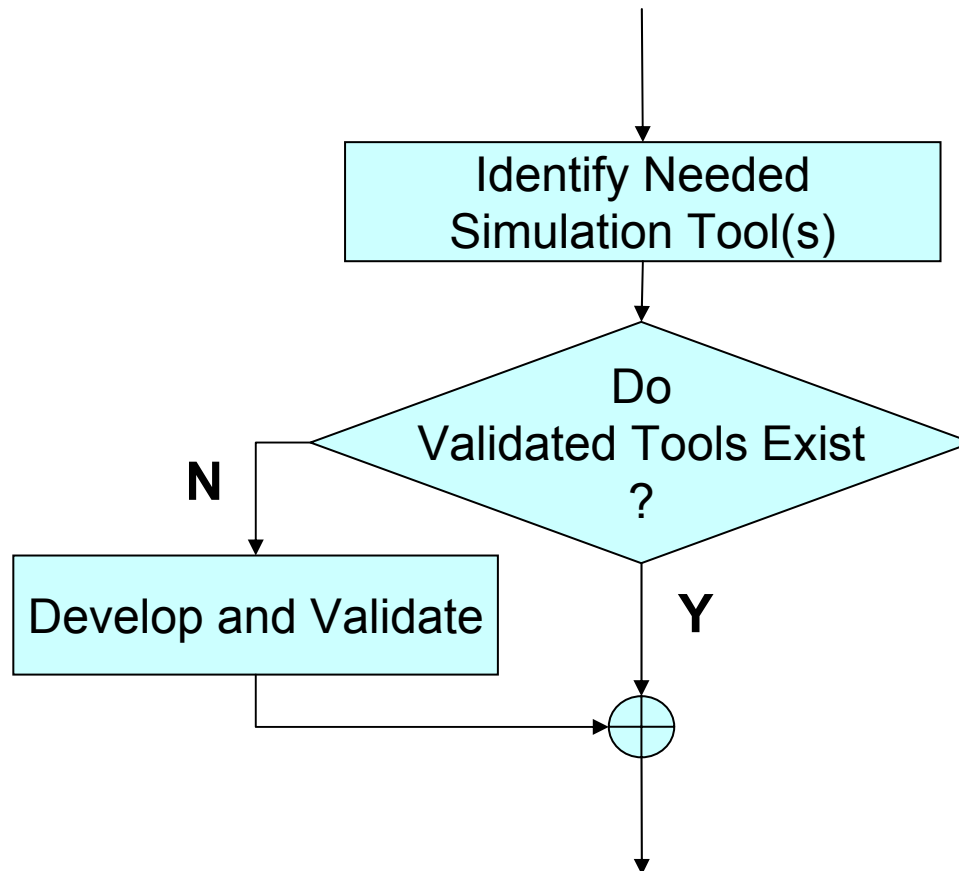 Identify Needed
Simulation Tool(s)
Do
Validated Tools Exist
?
N
Develop and Validate
Y